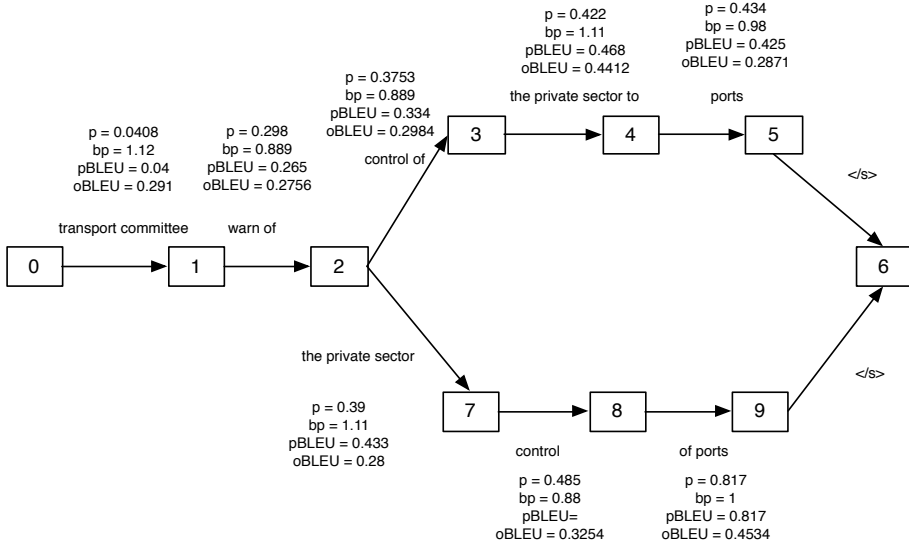 p = 0.422
bp = 1.11
pBLEU = 0.468
oBLEU = 0.4412
the private sector to
p = 0.434
bp = 0.98
pBLEU = 0.425
oBLEU = 0.2871
ports
p = 0.3753
bp = 0.889
pBLEU = 0.334
oBLEU = 0.2984
control of
3
4
5
p = 0.0408
bp = 1.12
pBLEU = 0.04
oBLEU = 0.291
transport committee
p = 0.298
bp = 0.889
pBLEU = 0.265
oBLEU = 0.2756
warn of
</s>
0
1
2
6
the private sector
p = 0.39
bp = 1.11
pBLEU = 0.433
oBLEU = 0.28
</s>
7
8
9
control
p = 0.485
bp = 0.88
pBLEU=
oBLEU = 0.3254
of ports
p = 0.817
bp = 1
pBLEU = 0.817
oBLEU = 0.4534